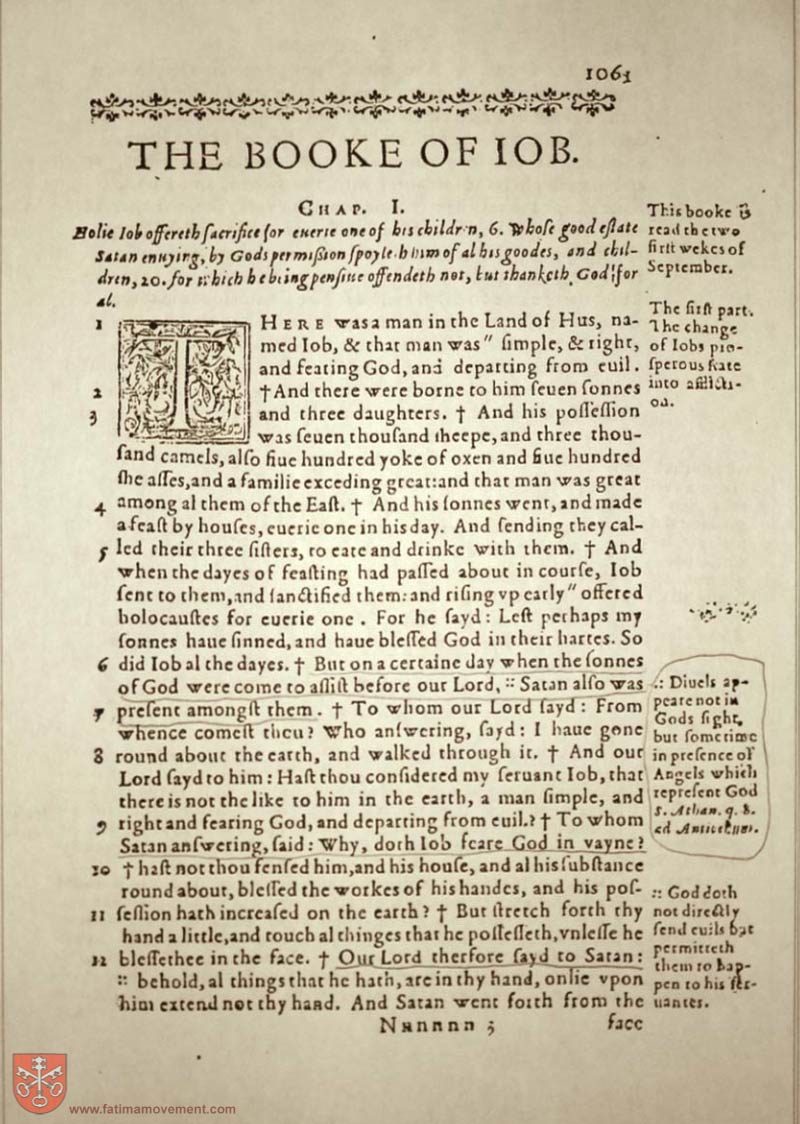 1063
THE BOOKE OF IOB.
CHAP. I.
Holie Iob offereth sacrifice for euerie one of his children, 6. Whose good estate
Satan enuying, by Gods permißion spoyleth him of al his goodes, and chil-
dren, 20. for which he being pensiue offendeth not, but thanketh God for
al.
This booke is
read the two
first wekes of
September.
The first part.
The change
of Iobs pro-
sperous state
into afflicti-
on.
1 THERE was a man in the Land of Hus, na-
med Iob, & that man was" simple, & right,
and fearing God, and departing from euil.
2 †And there were borne to him seuen sonnes
3 and three daughters. † And his possession
was seuen thousand sheepe, and three thou-
sand camels, also fiue hundred yoke of oxen and fiue hundred
she asses, and a familie exceding great: and that man was great
4 among al them of the East. † And his sonnes went, and made
a feast by houses, euerie one in his day. And sending they cal-
5 led their three sisters, to eate and drinke with them. † And
when the dayes of feasting had passed about in course, Iob
sent to them, and sanctified them: and rising vp early" offered
holocaustes for euerie one. For he sayd: Lest perhaps my
sonnes haue sinned, and haue blessed God in their hartes. So
6 did Iob al the dayes. † But on a certaine day when the sonnes
of God were come to assist before our Lord, :: Satan also was
7 present amongst them. † To whom our Lord sayd: From
whence comest thou? Who answering, sayd: I haue gone
8 round about the earth, and walked through it. † And our
Lord sayd to him: Hast thou considered my seruant Iob, that
there is not the like to him in the earth, a man simple, and
9 right and fearing God, and departing from euil? † To whom
Satan answering, said: Why, doth Iob feare God in vayne?
10 † hast not thou fensed him, and his house, and al his substance
round about, blessed the workes of his handes, and his pos-
11 session hath increased on the earth? † But stretch forth thy
hand a little, and touch al thinges that he possesseth, vnlesse he
12 blesse thee in the face. † Our Lord therfore sayd to Satan:
:: behold, al things that he hath, are in thy hand, onlie vpon
him extend not thy hand. And Satan went forth from the
Nnnnnn 3 face
.: Diuels ap-
peare not in
Gods sight,
but sometime
in presence of
Angels which
represent God
S. Athan. q. 8.
ad Antiochum.
.: God doth
not directly
send euils but
permitteth
them to hap-
pen to his ser-
uantes.
www.fatimamovement.com